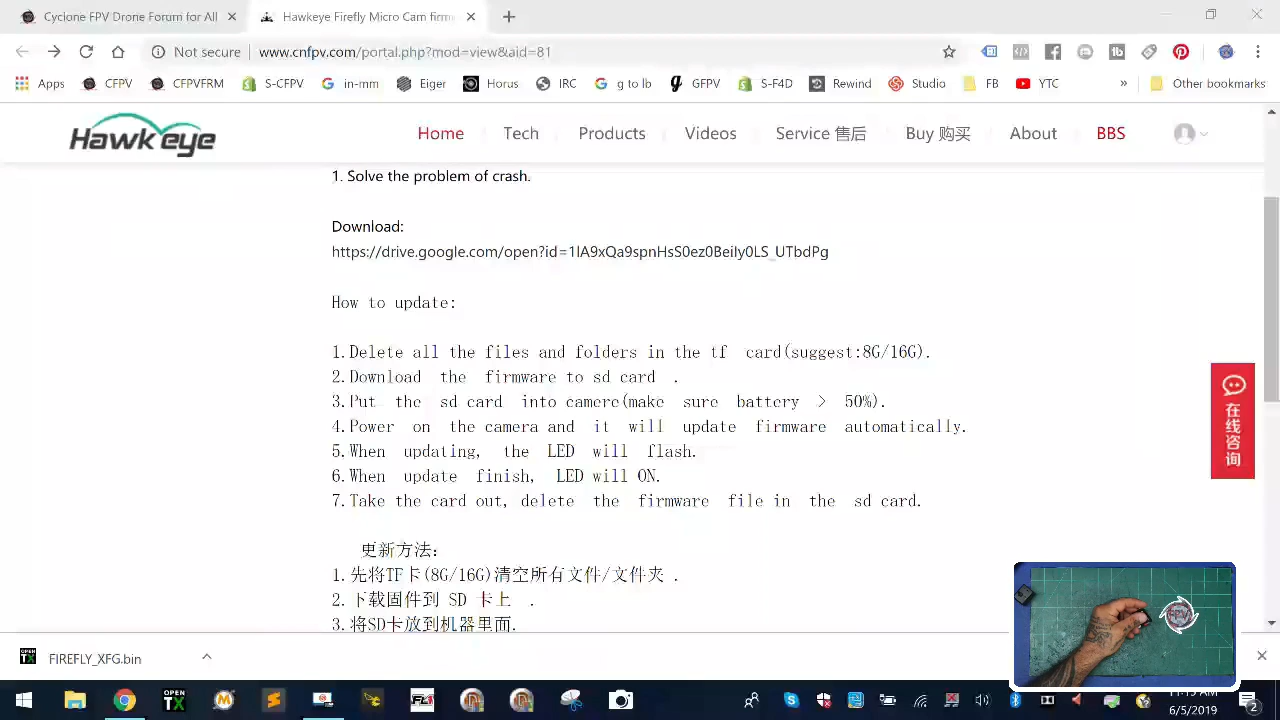 Cyclone FPV Drone Forum for All
Hawkeye Firefly Micro Cam firm
Not secure
www.cnfpv.com/portal.php?mod=view&aid=81
Apps
CFPV
CFPVFRM
S-CFPV
in-mm
Eiger
Horus
IRC
g to lb
GFPV
S-F4D
Rewind
Studio
FB
YTC
»
Other bookmarks
Hawkeye
Home
Tech
Products
Videos
Service 售后
Buy 购买
About
BBS
1. Solve the problem of crash.
Download:
https://drive.google.com/open?id=1lA9xQa9spnHsS0ez0Beily0LS_UTbdPg
How to update:
1.Delete all the files and folders in the tf card(suggest:8G/16G).
2.Download the firmware to sd card .
3.Put the sd card into camere(make sure battery > 50%).
4.Power on the camera and it will update firmware automatically.
5.When updating, the LED will flash.
6.When update finish, LED will ON.
7.Take the card out, delete the firmware file in the sd card.
更新方法:
1.先将TF卡(8G/16G)清空所有文件/文件夹 .
2.下载固件到 SD 卡上 .
3.将SD卡放到机器里面.
在线咨询
OPEN TX
FIREFLY_XFG.bin
OPEN TX
6/5/2019
2